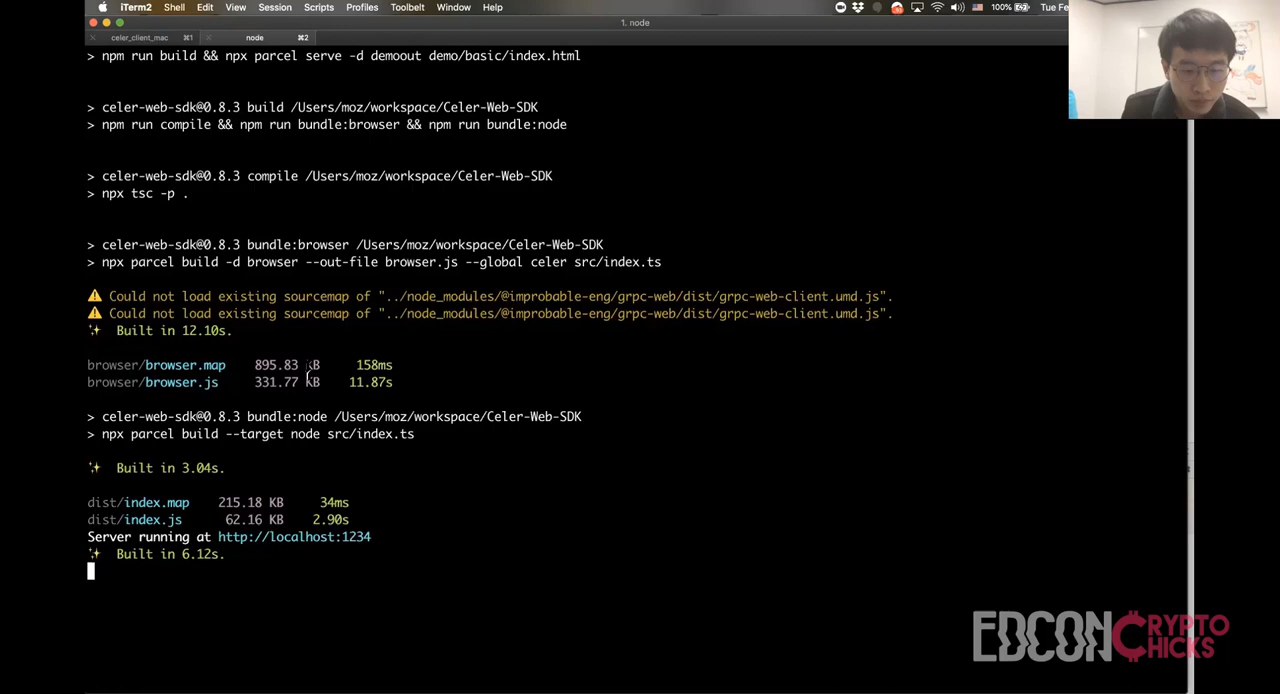 iTerm2 Shell Edit View Session Scripts Profiles Toolbelt Window Help 100% Tue Fe
1. node
celer_client_mac ⌘1 node ⌘2
> npm run build && npx parcel serve -d demoout demo/basic/index.html
> celer-web-sdk@0.8.3 build /Users/moz/workspace/Celer-Web-SDK
> npm run compile && npm run bundle:browser && npm run bundle:node
> celer-web-sdk@0.8.3 compile /Users/moz/workspace/Celer-Web-SDK
> npx tsc -p .
> celer-web-sdk@0.8.3 bundle:browser /Users/moz/workspace/Celer-Web-SDK
> npx parcel build -d browser --out-file browser.js --global celer src/index.ts
⚠️ Could not load existing sourcemap of "../node_modules/@improbable-eng/grpc-web/dist/grpc-web-client.umd.js".
⚠️ Could not load existing sourcemap of "../node_modules/@improbable-eng/grpc-web/dist/grpc-web-client.umd.js".
✨ Built in 12.10s.
browser/browser.map 895.83 KB 158ms
browser/browser.js 331.77 KB 11.87s
> celer-web-sdk@0.8.3 bundle:node /Users/moz/workspace/Celer-Web-SDK
> npx parcel build --target node src/index.ts
✨ Built in 3.04s.
dist/index.map 215.18 KB 34ms
dist/index.js 62.16 KB 2.90s
Server running at http://localhost:1234
✨ Built in 6.12s.
EDCON CRYPTO CHICKS